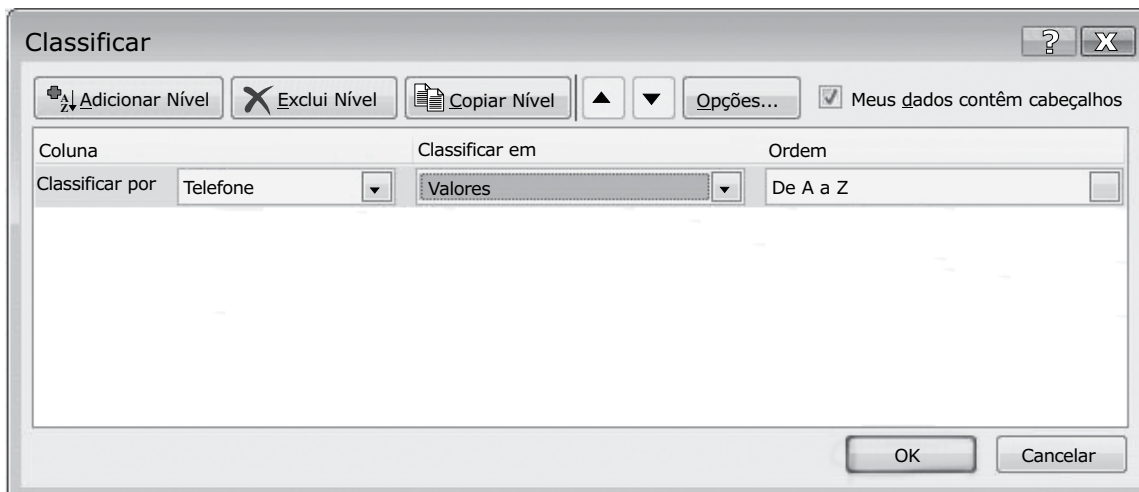 Classificar
Adicionar Nível Exclui Nível Copiar Nível Opções... Meus dados contêm cabeçalhos
Coluna Classificar em Ordem
Classificar por Telefone Valores De A a Z
OK Cancelar